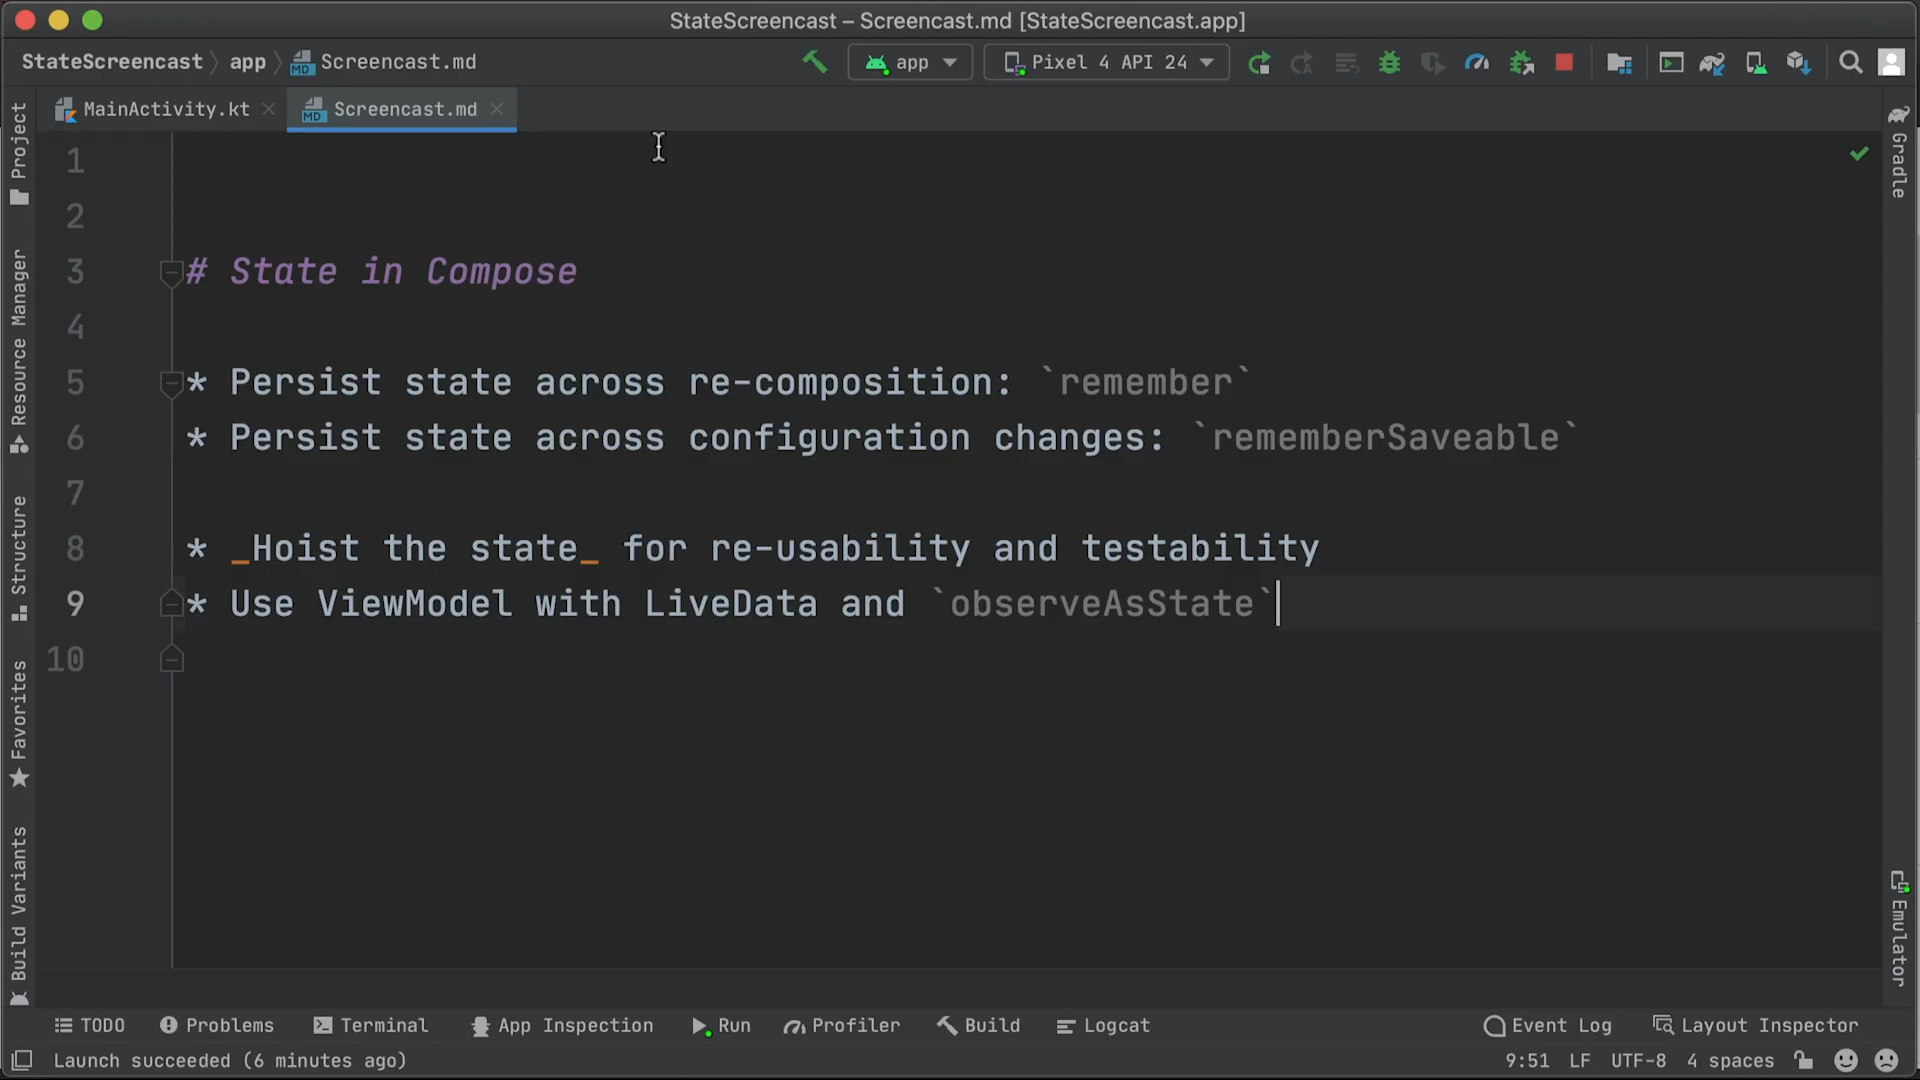 StateScreencast – Screencast.md [StateScreencast.app]
StateScreencast app Screencast.md app Pixel 4 API 24
MainActivity.kt Screencast.md
Project
Resource Manager
Structure
Favorites
Build Variants
1
2
3 # State in Compose
4
5 * Persist state across re-composition: `remember`
6 * Persist state across configuration changes: `rememberSaveable`
7
8 * _Hoist the state_ for re-usability and testability
9 * Use ViewModel with LiveData and `observeAsState`
10
Gradle
Emulator
TODO Problems Terminal App Inspection Run Profiler Build Logcat Event Log Layout Inspector
Launch succeeded (6 minutes ago) 9:51 LF UTF-8 4 spaces